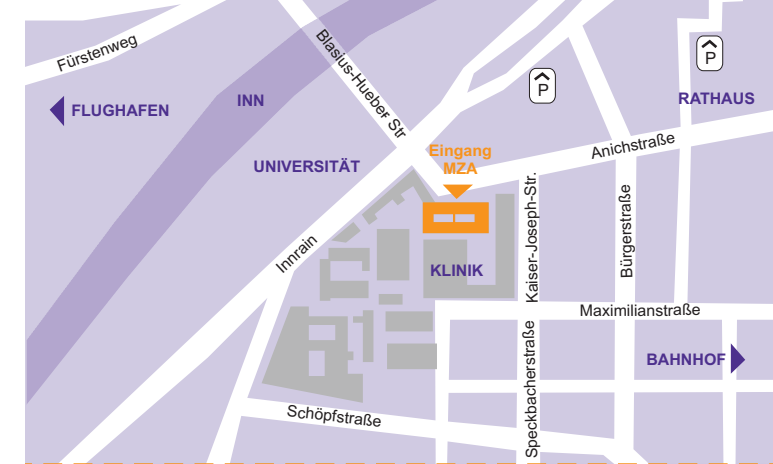 Fürstenweg
Blasius-Hueber Str
P
P
FLUGHAFEN
INN
RATHAUS
UNIVERSITÄT
Eingang
MZA
Anichstraße
Innrain
KLINIK
Kaiser-Joseph-Str.
Bürgerstraße
Maximilianstraße
Speckbacherstraße
BAHNHOF
Schöpfstraße